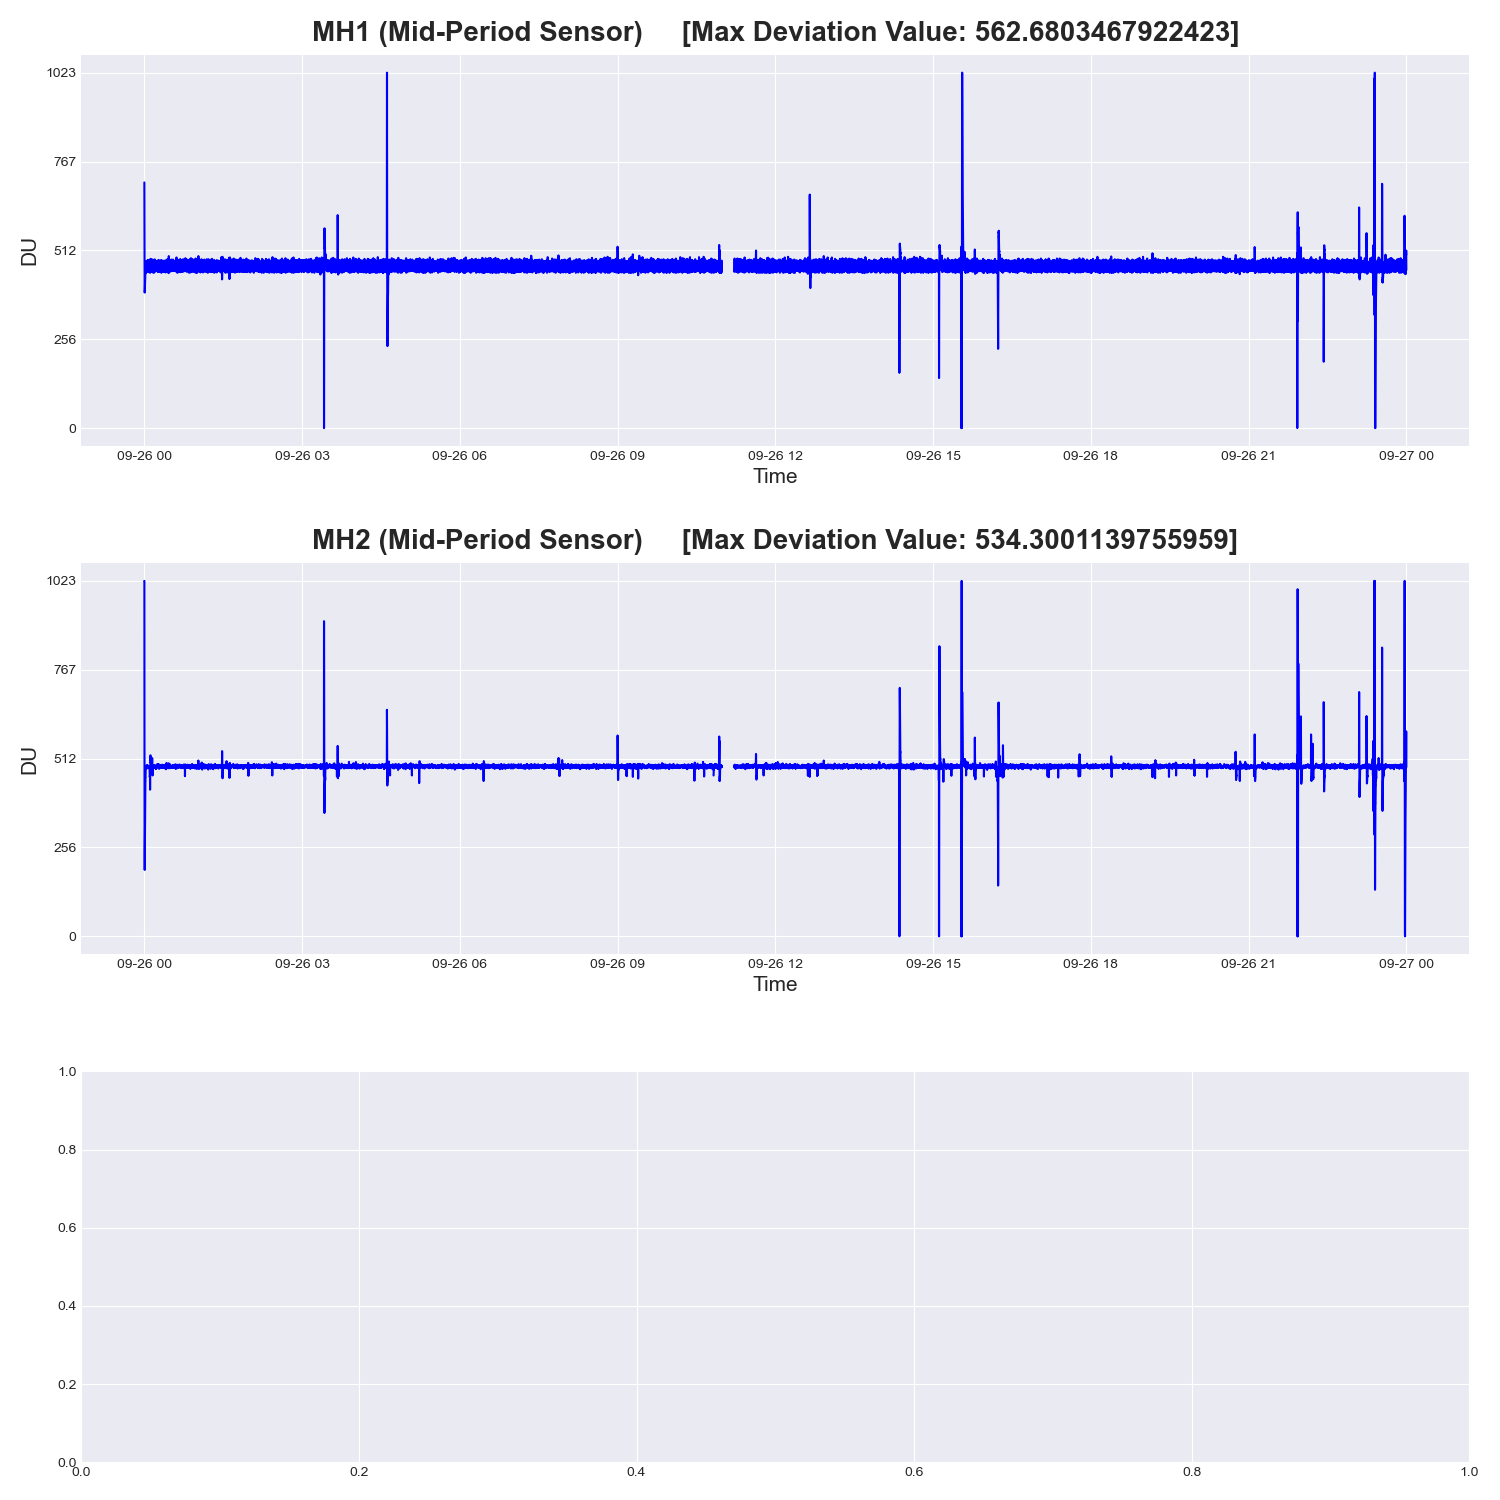 MH1 (Mid-Period Sensor) [Max Deviation Value: 562.6803467922423]
1023
767
512
256
0
DU
09-26 00 09-26 03 09-26 06 09-26 09 09-26 12 09-26 15 09-26 18 09-26 21 09-27 00
Time
MH2 (Mid-Period Sensor) [Max Deviation Value: 534.3001139755959]
1023
767
512
256
0
DU
09-26 00 09-26 03 09-26 06 09-26 09 09-26 12 09-26 15 09-26 18 09-26 21 09-27 00
Time
1.0
0.8
0.6
0.4
0.2
0.0
0.0 0.2 0.4 0.6 0.8 1.0